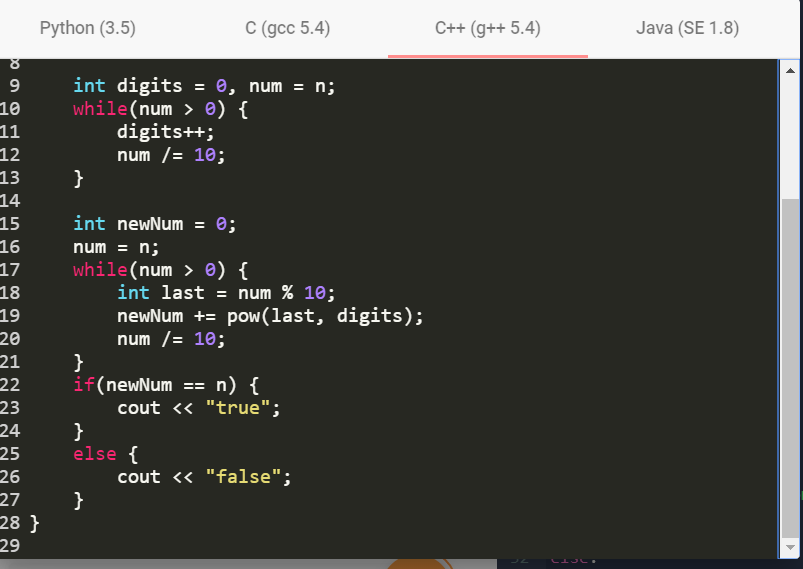 Python (3.5) C (gcc 5.4) C++ (g++ 5.4) Java (SE 1.8)
8
9 int digits = 0, num = n;
10 while(num > 0) {
11 digits++;
12 num /= 10;
13 }
14
15 int newNum = 0;
16 num = n;
17 while(num > 0) {
18 int last = num % 10;
19 newNum += pow(last, digits);
20 num /= 10;
21 }
22 if(newNum == n) {
23 cout << "true";
24 }
25 else {
26 cout << "false";
27 }
28 }
29